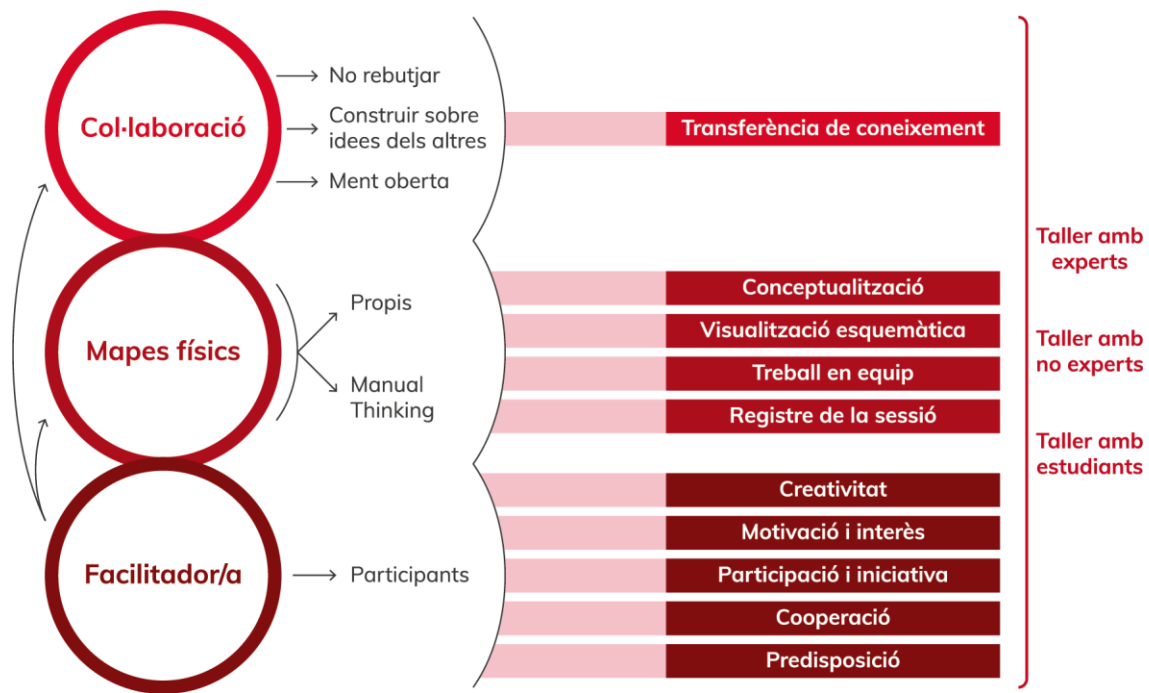 Col·laboració
No rebutjar
Construir sobre
idees dels altres
Ment oberta
Transferència de coneixement
Mapes físics
Propis
Manual
Thinking
Conceptualització
Visualització esquemàtica
Treball en equip
Registre de la sessió
Facilitador/a
Participants
Creativitat
Motivació i interès
Participació i iniciativa
Cooperació
Predisposició
Taller amb
experts
Taller amb
no experts
Taller amb
estudiants